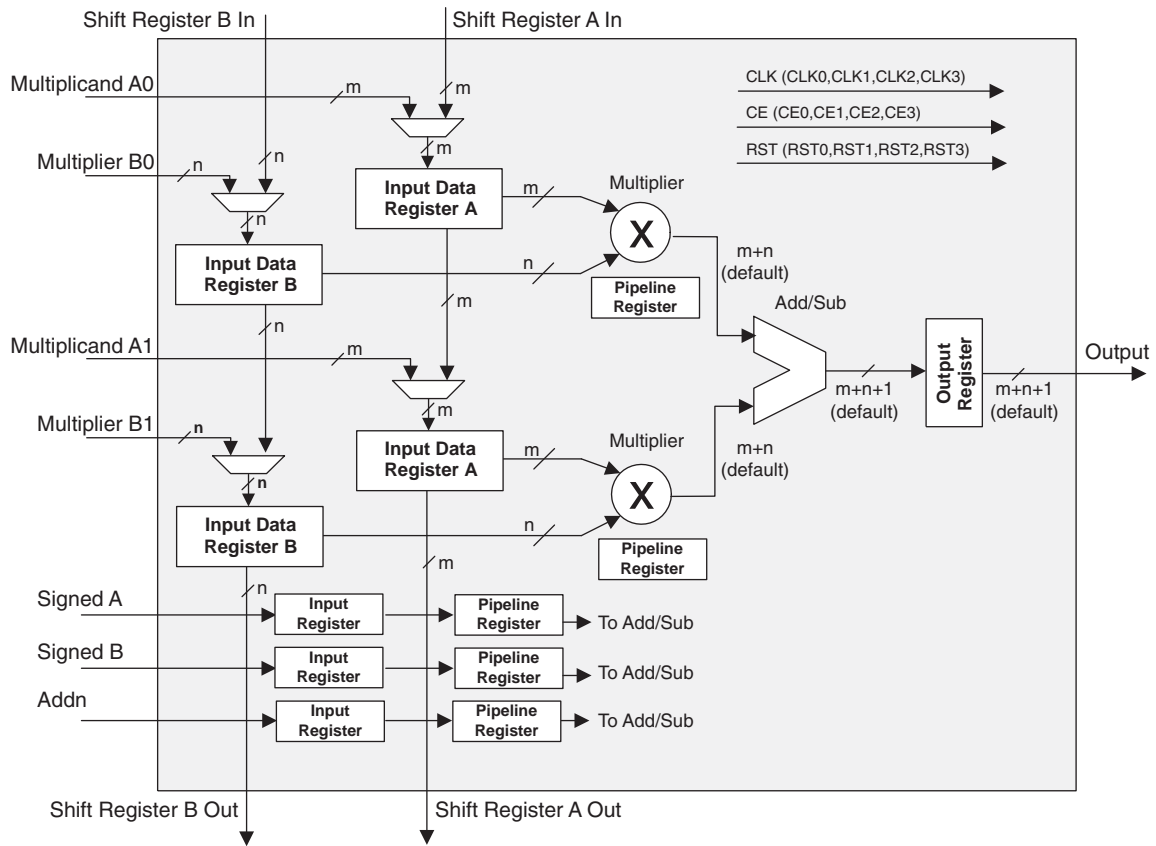 Shift Register B In
Shift Register A In
Multiplicand A0
m
m
CLK (CLK0,CLK1,CLK2,CLK3)
CE (CE0,CE1,CE2,CE3)
RST (RST0,RST1,RST2,RST3)
m
Multiplier B0
n
n
Input Data
Register A
m
Multiplier
X
n
Input Data
Register B
n
m+n
(default)
Pipeline
Register
m
n
Add/Sub
Multiplicand A1
m
Output
Register
Output
m+n+1
(default)
m+n+1
(default)
m
Multiplier B1
n
Input Data
Register A
m
Multiplier
X
m+n
(default)
n
Input Data
Register B
n
Pipeline
Register
m
n
Signed A
Input
Register
Pipeline
Register
To Add/Sub
Signed B
Input
Register
Pipeline
Register
To Add/Sub
Addn
Input
Register
Pipeline
Register
To Add/Sub
Shift Register B Out
Shift Register A Out